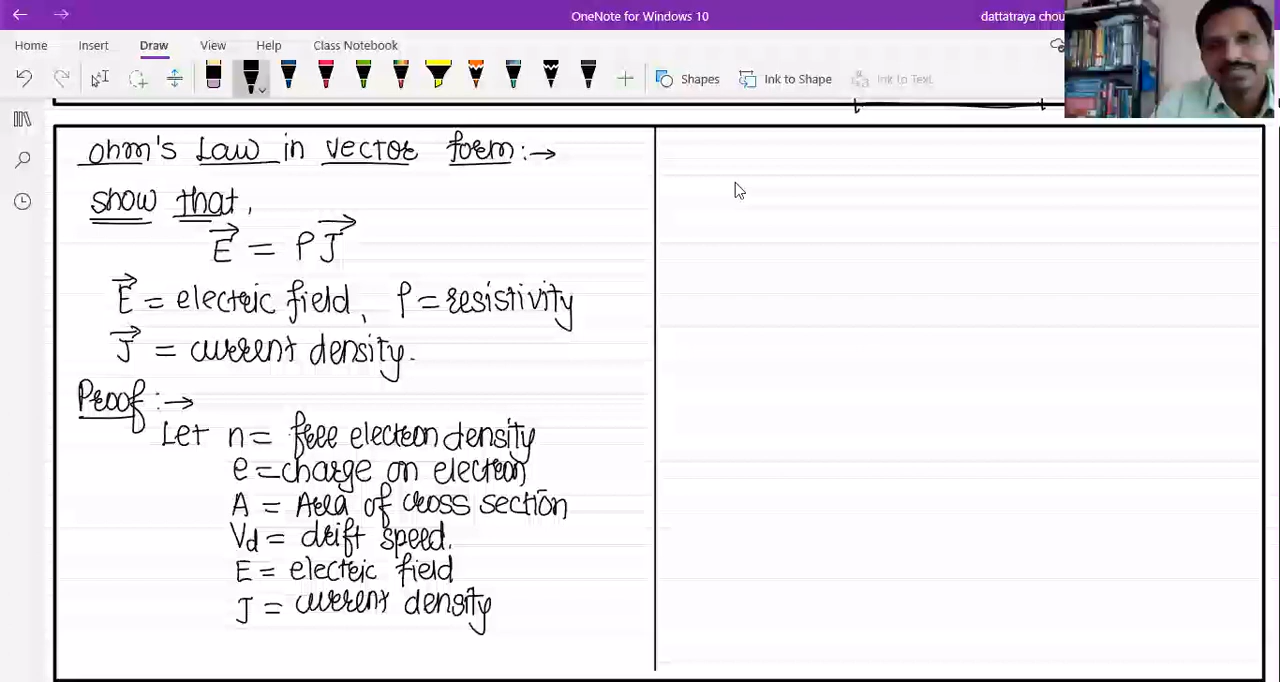 OneNote for Windows 10
dattatraya chou
Home Insert Draw View Help Class Notebook
Shapes Ink to Shape Ink to Text
ohm's Law in vector form:→
show that,
E⃗ = ρJ⃗
E⃗ = electric field, ρ = resistivity
J⃗ = current density.
Proof:→
Let n = free electron density
e = charge on electron
A = Area of cross section
Vd = drift speed.
E = electric field
J = current density